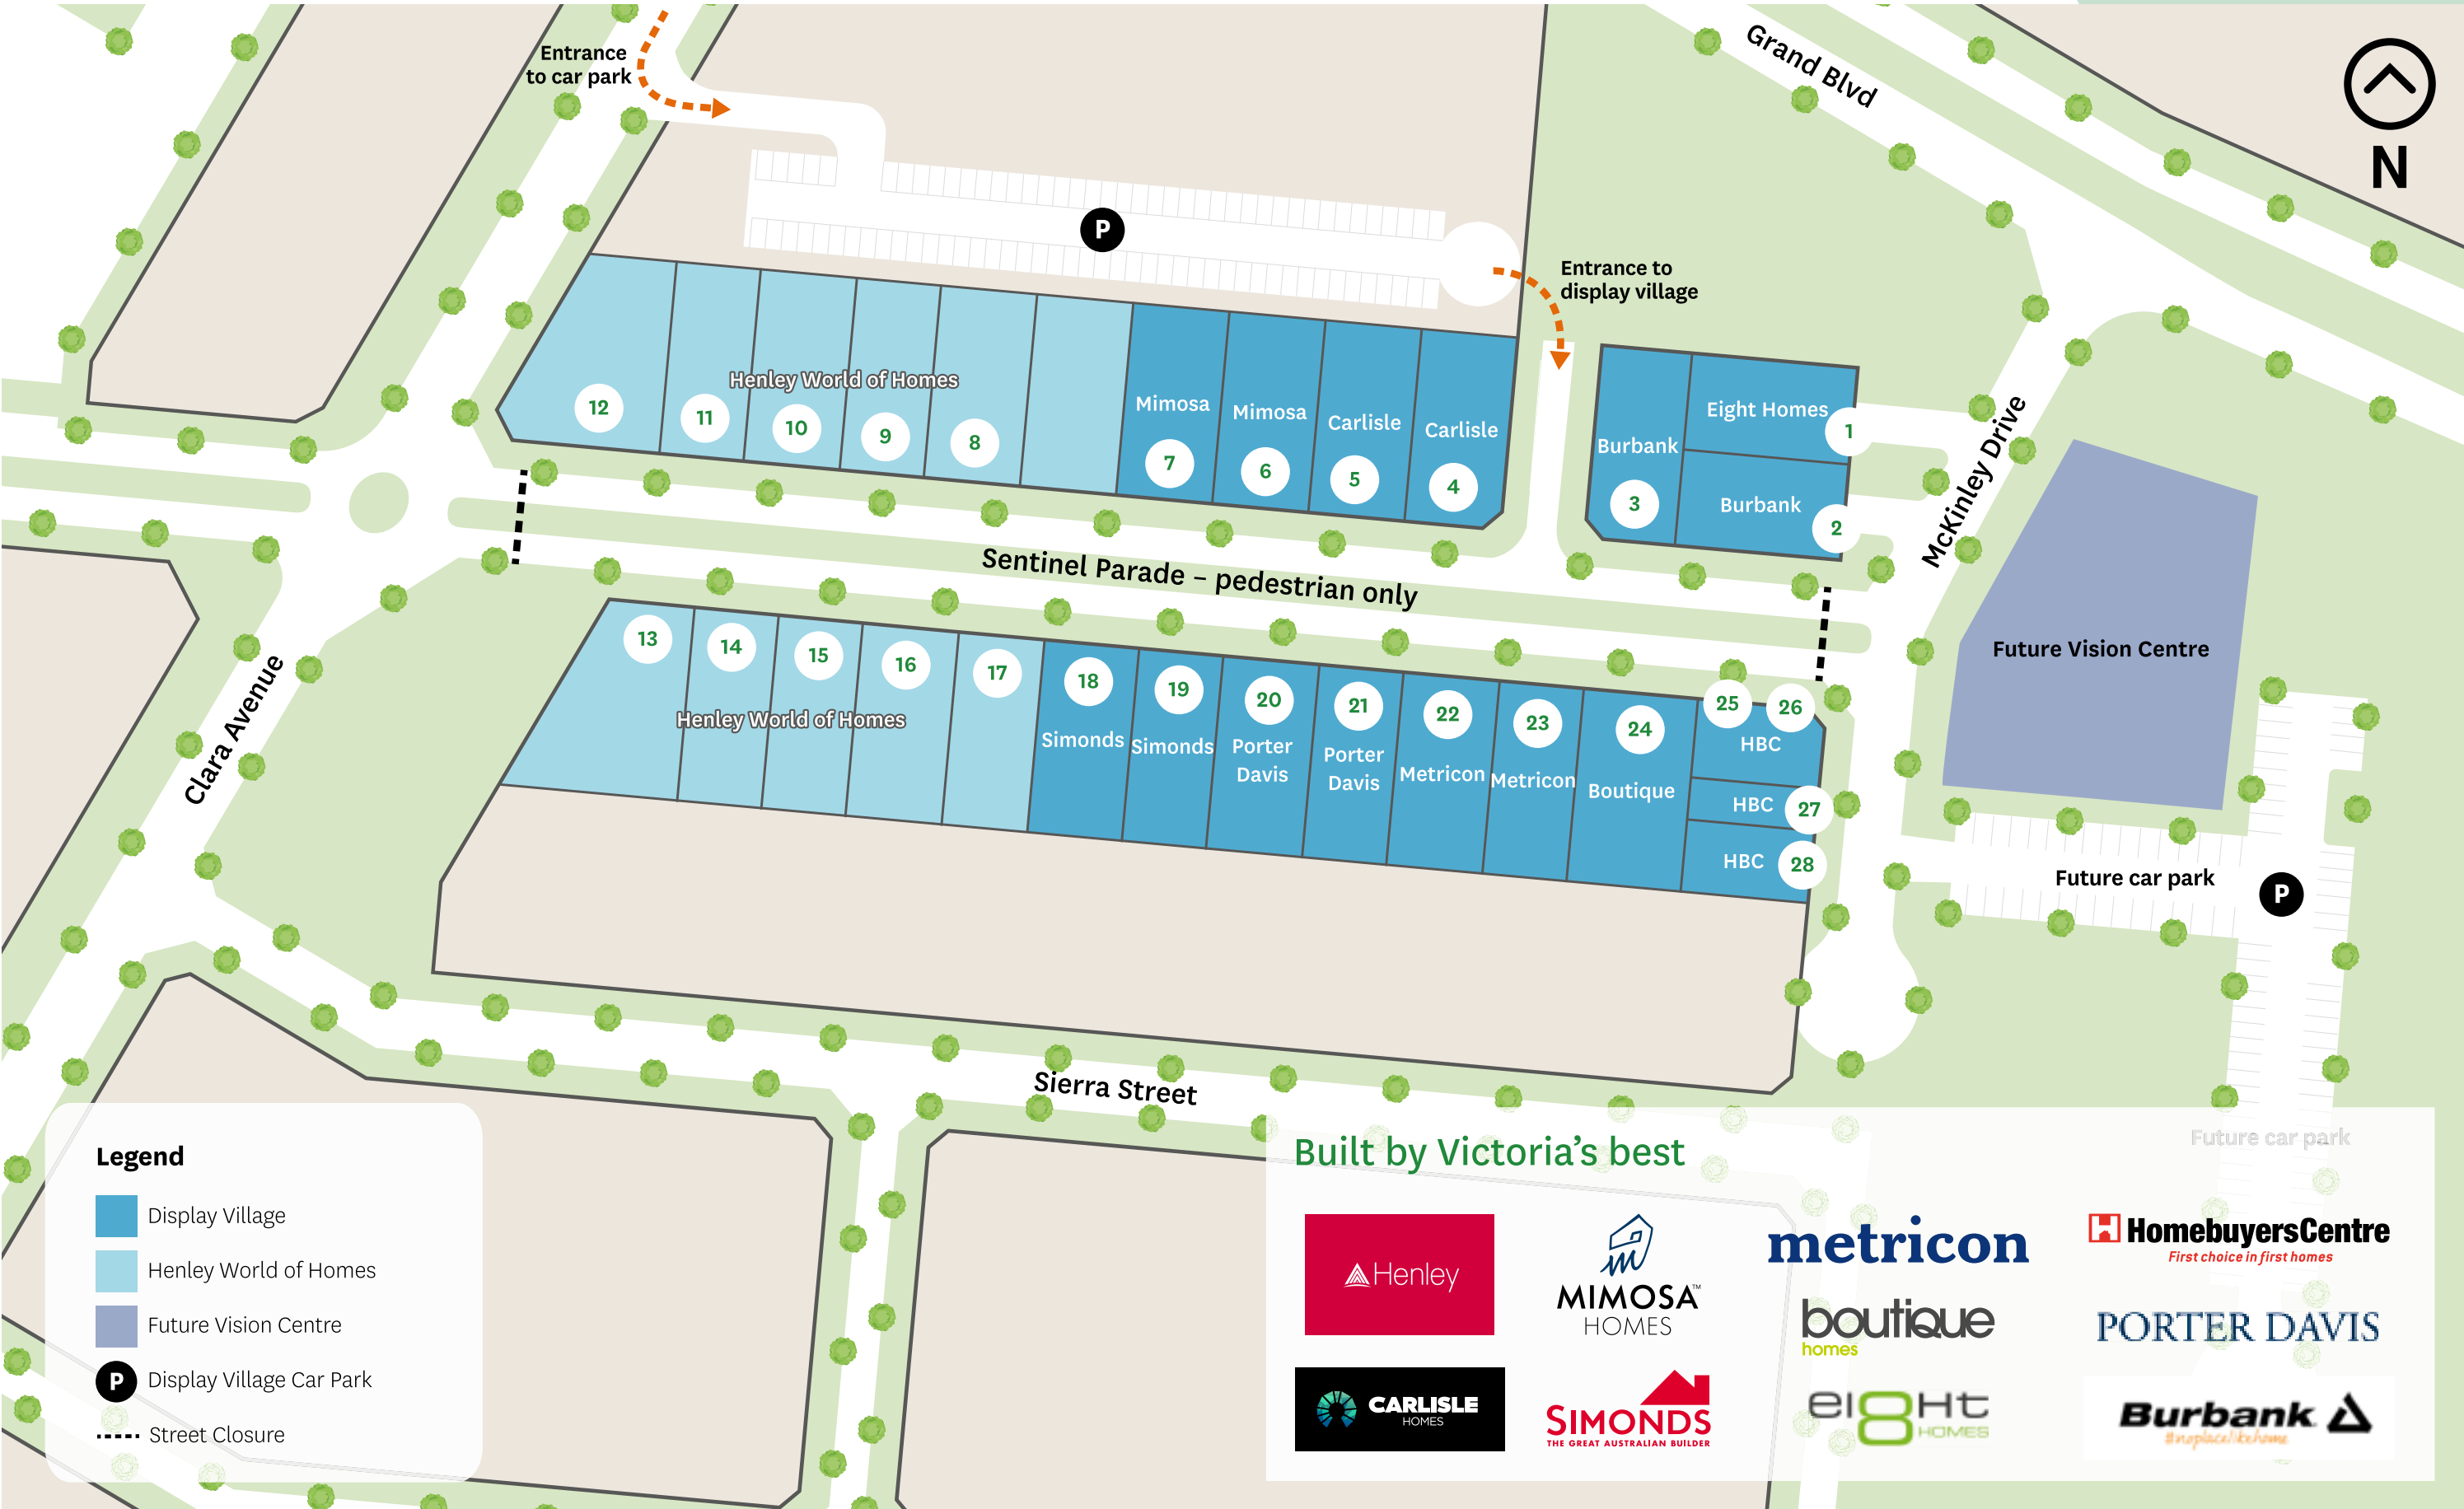 Entrance
to car park
Grand Blvd
N
P
Entrance to
display village
Henley World of Homes
12
11
10
9
8
Mimosa
7
Mimosa
6
Carlisle
5
Carlisle
4
Burbank
3
Eight Homes
1
Burbank
2
McKinley Drive
Sentinel Parade – pedestrian only
Clara Avenue
13
14
15
16
17
Henley World of Homes
18
Simonds
19
Simonds
20
Porter
Davis
21
Porter
Davis
22
Metricon
23
Metricon
24
Boutique
25
26
HBC
HBC
27
HBC
28
Future Vision Centre
Future car park
P
Sierra Street
Future car park
Legend
Display Village
Henley World of Homes
Future Vision Centre
P Display Village Car Park
Street Closure
Built by Victoria's best
Henley
MIMOSA™
HOMES
metricon
HomebuyersCentre
First choice in first homes
boutique
homes
PORTER DAVIS
CARLISLE
HOMES
SIMONDS
THE GREAT AUSTRALIAN BUILDER
ei8Ht
HOMES
Burbank
#noplacelikehome